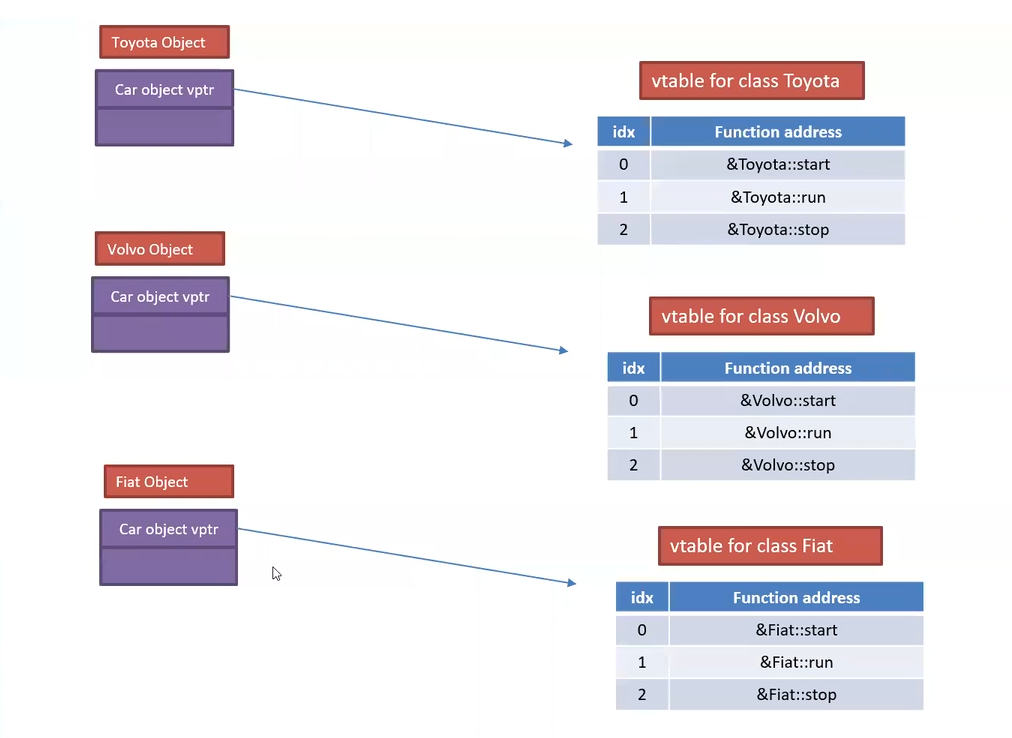 Toyota Object
Car object vptr
vtable for class Toyota
idx Function address
0 &Toyota::start
1 &Toyota::run
2 &Toyota::stop
Volvo Object
Car object vptr
vtable for class Volvo
idx Function address
0 &Volvo::start
1 &Volvo::run
2 &Volvo::stop
Fiat Object
Car object vptr
vtable for class Fiat
idx Function address
0 &Fiat::start
1 &Fiat::run
2 &Fiat::stop